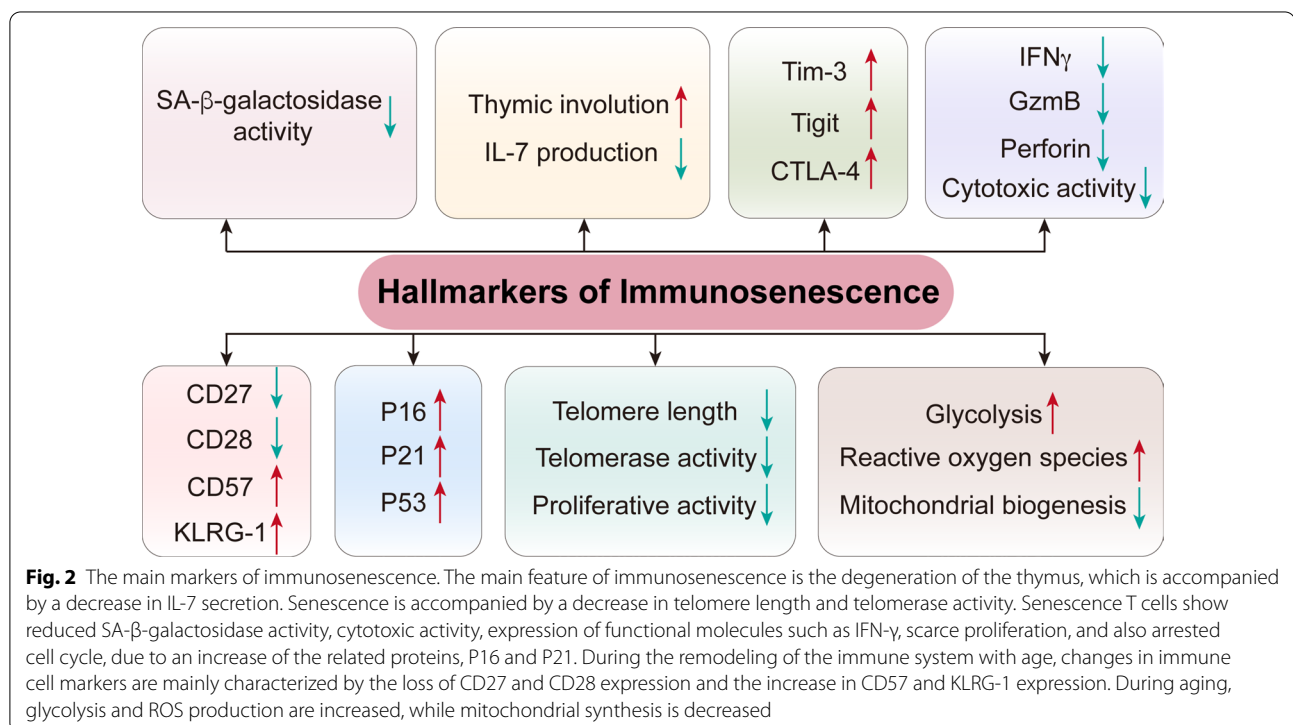 SA-β-galactosidase
activity
Thymic involution
IL-7 production
Tim-3
Tigit
CTLA-4
IFNγ
GzmB
Perforin
Cytotoxic activity
Hallmarkers of Immunosenescence
CD27
CD28
CD57
KLRG-1
P16
P21
P53
Telomere length
Telomerase activity
Proliferative activity
Glycolysis
Reactive oxygen species
Mitochondrial biogenesis
Fig. 2 The main markers of immunosenescence. The main feature of immunosenescence is the degeneration of the thymus, which is accompanied
by a decrease in IL-7 secretion. Senescence is accompanied by a decrease in telomere length and telomerase activity. Senescence T cells show
reduced SA-β-galactosidase activity, cytotoxic activity, expression of functional molecules such as IFN-γ, scarce proliferation, and also arrested
cell cycle, due to an increase of the related proteins, P16 and P21. During the remodeling of the immune system with age, changes in immune
cell markers are mainly characterized by the loss of CD27 and CD28 expression and the increase in CD57 and KLRG-1 expression. During aging,
glycolysis and ROS production are increased, while mitochondrial synthesis is decreased